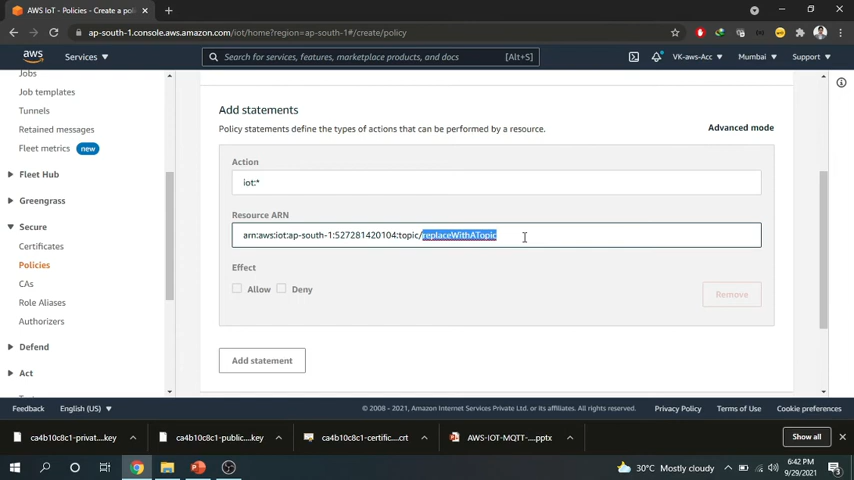 AWS IoT - Policies - Create a poli
ap-south-1.console.aws.amazon.com/iot/home?region=ap-south-1#/create/policy
aws
Services
Search for services, features, marketplace products, and docs
[Alt+S]
VK-aws-Acc
Mumbai
Support
Jobs
Job templates
Tunnels
Retained messages
Fleet metrics
new
Fleet Hub
Greengrass
Secure
Certificates
Policies
CAs
Role Aliases
Authorizers
Defend
Act
Add statements
Policy statements define the types of actions that can be performed by a resource.
Advanced mode
Action
iot:*
Resource ARN
arn:aws:iot:ap-south-1:527281420104:topic/replaceWithATopic
Effect
Allow
Deny
Remove
Add statement
Feedback
English (US)
© 2008 - 2021, Amazon Internet Services Private Ltd. or its affiliates. All rights reserved.
Privacy Policy
Terms of Use
Cookie preferences
ca4b10c8c1-privat....key
ca4b10c8c1-public....key
ca4b10c8c1-certific....crt
AWS-IOT-MQTT-....pptx
Show all
30°C Mostly cloudy
6:42 PM
9/29/2021
3